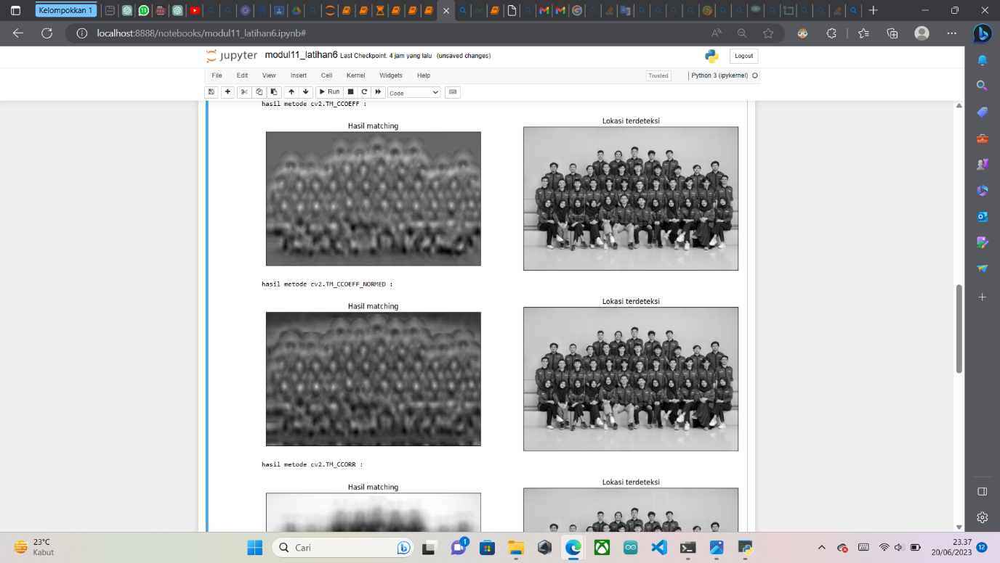 Kelompokkan 1
localhost:8888/notebooks/modul11_latihan6.ipynb#
jupyter modul11_latihan6 Last Checkpoint: 4 jam yang lalu (unsaved changes)
Logout
File Edit View Insert Cell Kernel Widgets Help
Trusted
Python 3 (ipykernel)
Run
Code
hasil metode cv2.TM_CCOEFF :
Hasil matching
Lokasi terdeteksi
hasil metode cv2.TM_CCOEFF_NORMED :
Hasil matching
Lokasi terdeteksi
hasil metode cv2.TM_CCORR :
Hasil matching
Lokasi terdeteksi
23°C
Kabut
Cari
1
23.37
20/06/2023
12